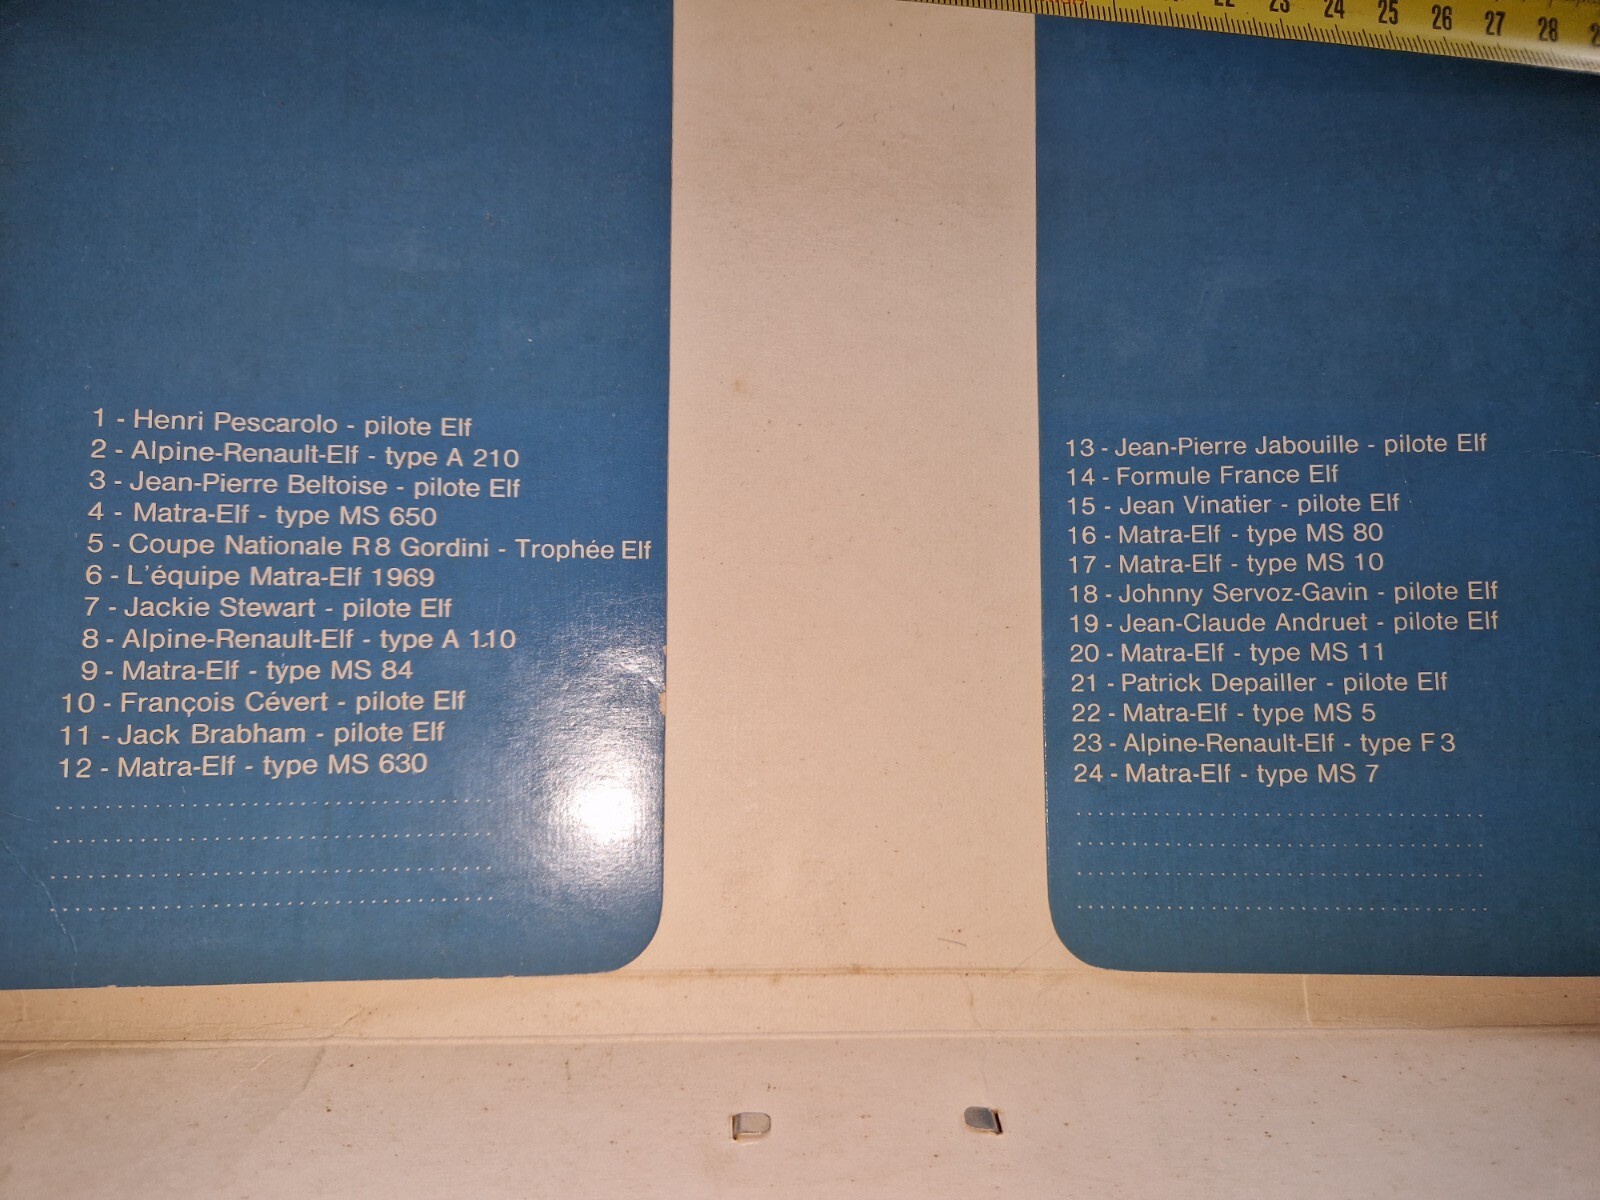 22 23 24 25 26 27 28
1 - Henri Pescarolo - pilote Elf
2 - Alpine-Renault-Elf - type A 210
3 - Jean-Pierre Beltoise - pilote Elf
4 - Matra-Elf - type MS 650
5 - Coupe Nationale R8 Gordini - Trophée Elf
6 - L'équipe Matra-Elf 1969
7 - Jackie Stewart - pilote Elf
8 - Alpine-Renault-Elf - type A 110
9 - Matra-Elf - type MS 84
10 - François Cévert - pilote Elf
11 - Jack Brabham - pilote Elf
12 - Matra-Elf - type MS 630
13 - Jean-Pierre Jabouille - pilote Elf
14 - Formule France Elf
15 - Jean Vinatier - pilote Elf
16 - Matra-Elf - type MS 80
17 - Matra-Elf - type MS 10
18 - Johnny Servoz-Gavin - pilote Elf
19 - Jean-Claude Andruet - pilote Elf
20 - Matra-Elf - type MS 11
21 - Patrick Depailler - pilote Elf
22 - Matra-Elf - type MS 5
23 - Alpine-Renault-Elf - type F3
24 - Matra-Elf - type MS 7